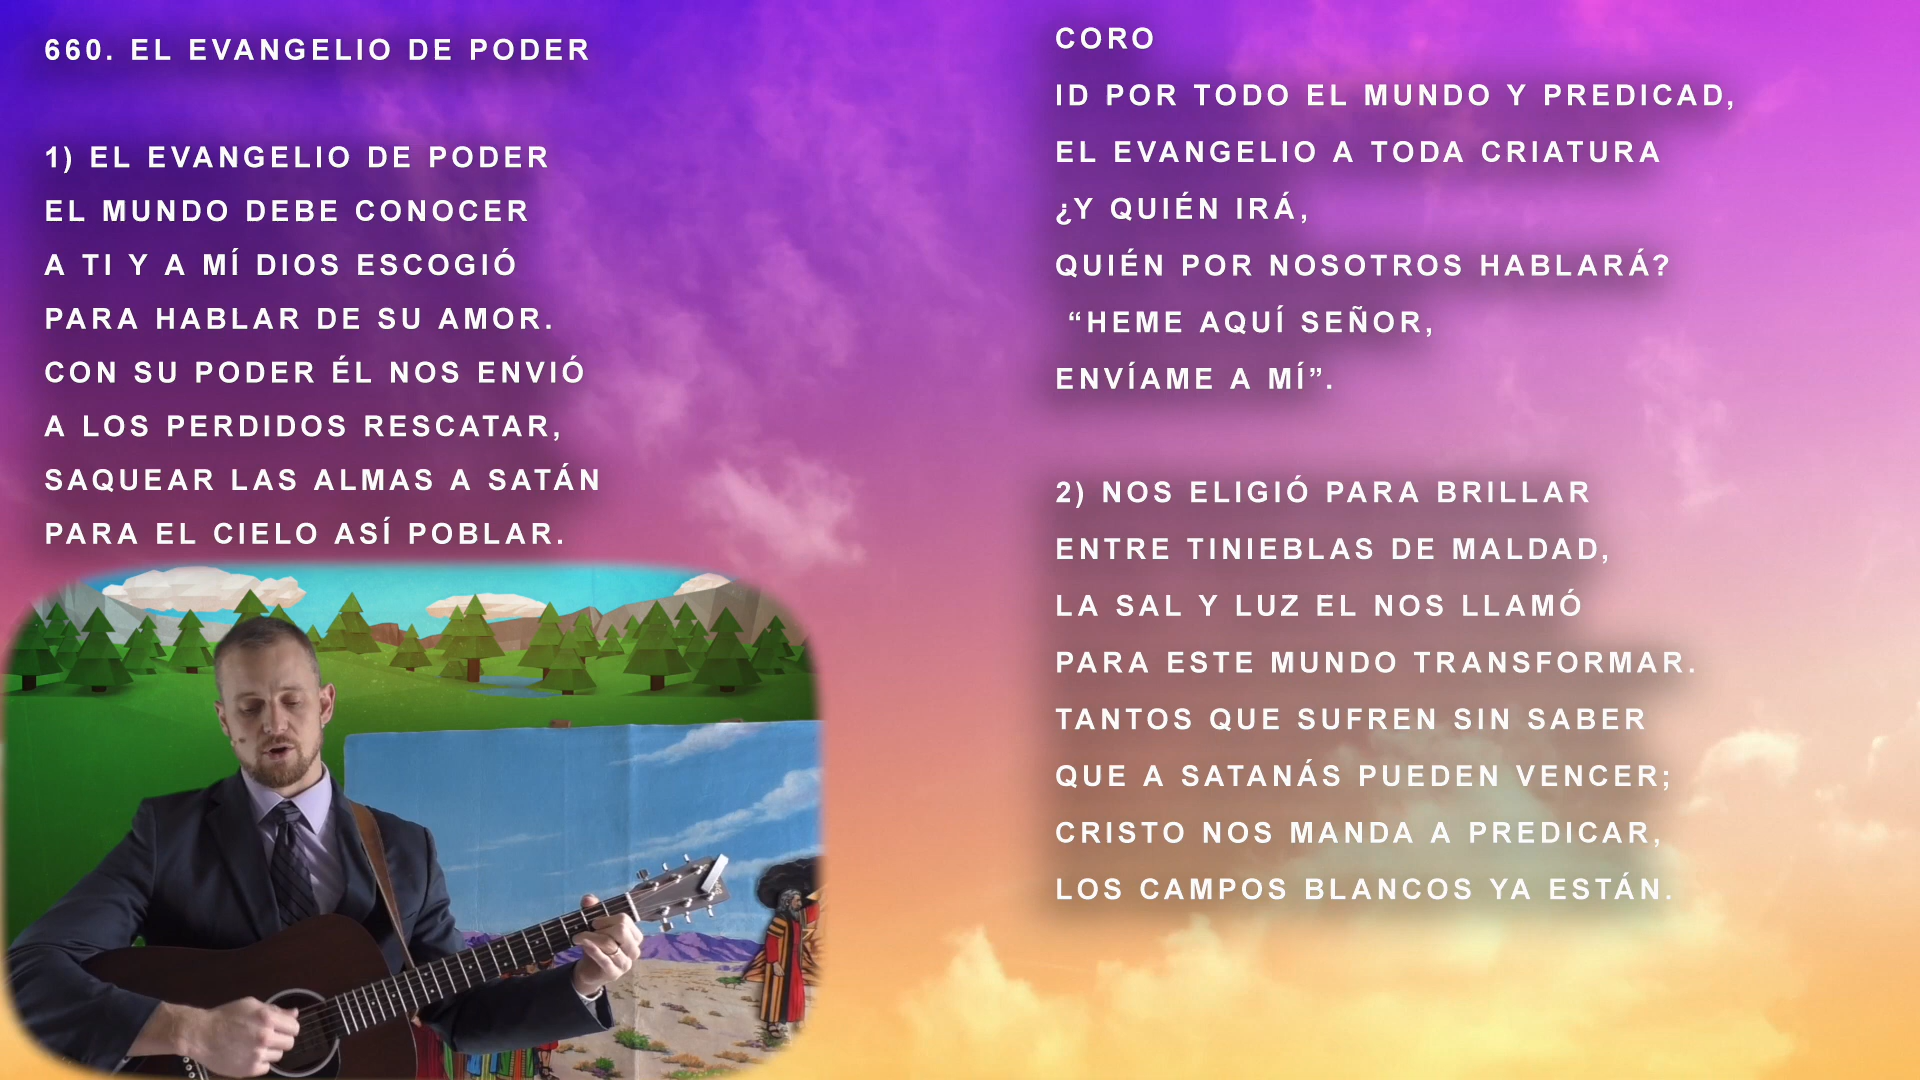 660. EL EVANGELIO DE PODER
1) EL EVANGELIO DE PODER
EL MUNDO DEBE CONOCER
A TI Y A MÍ DIOS ESCOGIÓ
PARA HABLAR DE SU AMOR.
CON SU PODER ÉL NOS ENVIÓ
A LOS PERDIDOS RESCATAR,
SAQUEAR LAS ALMAS A SATÁN
PARA EL CIELO ASÍ POBLAR.
CORO
ID POR TODO EL MUNDO Y PREDICAD,
EL EVANGELIO A TODA CRIATURA
¿Y QUIÉN IRÁ,
QUIÉN POR NOSOTROS HABLARÁ?
“HEME AQUÍ SEÑOR,
ENVÍAME A MÍ”.
2) NOS ELIGIÓ PARA BRILLAR
ENTRE TINIEBLAS DE MALDAD,
LA SAL Y LUZ EL NOS LLAMÓ
PARA ESTE MUNDO TRANSFORMAR.
TANTOS QUE SUFREN SIN SABER
QUE A SATANÁS PUEDEN VENCER;
CRISTO NOS MANDA A PREDICAR,
LOS CAMPOS BLANCOS YA ESTÁN.